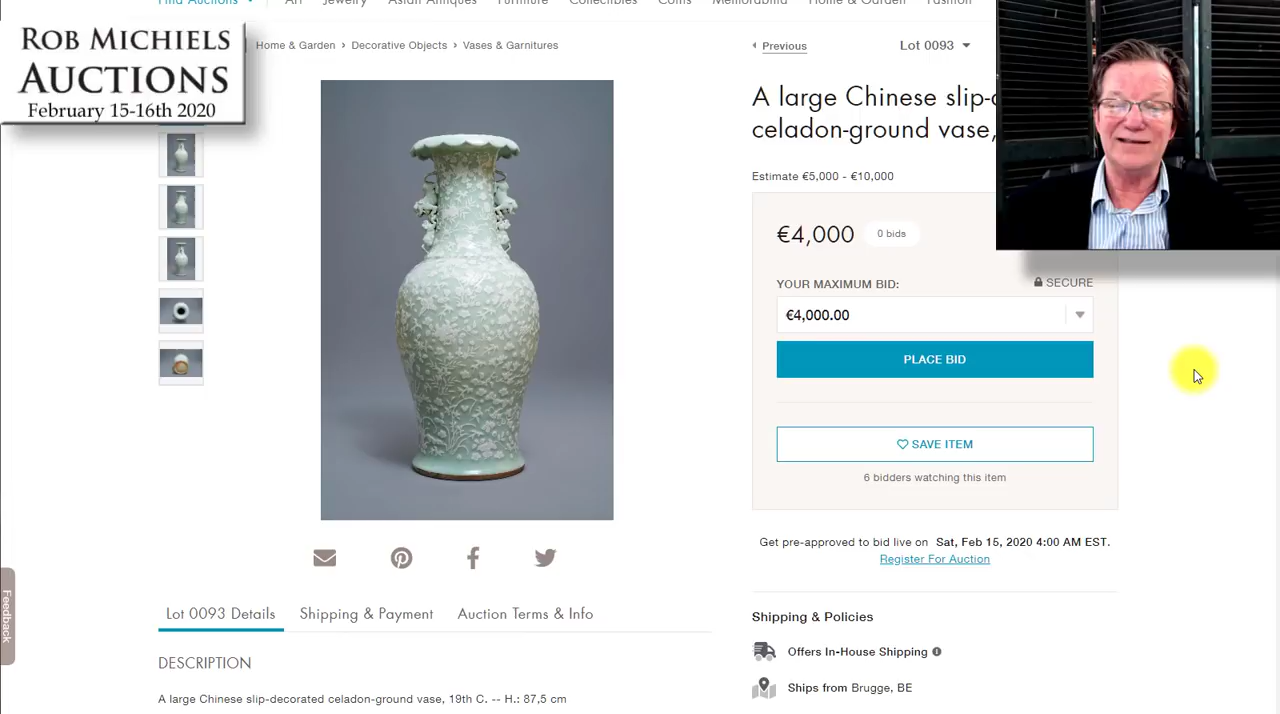 Find Auctions Art Jewelry Asian Antiques Furniture Collectibles Coins Memorabilia Home & Garden Fashion
ROB MICHIELS
AUCTIONS
February 15-16th 2020
Home & Garden › Decorative Objects › Vases & Garnitures
Previous
Lot 0093
A large Chinese
celadon-ground vase,
Estimate €5,000 - €10,000
€4,000
0 bids
YOUR MAXIMUM BID:
SECURE
€4,000.00
PLACE BID
SAVE ITEM
6 bidders watching this item
Get pre-approved to bid live on Sat, Feb 15, 2020 4:00 AM EST.
Register For Auction
Feedback
Lot 0093 Details
Shipping & Payment
Auction Terms & Info
Shipping & Policies
Offers In-House Shipping
Ships from Brugge, BE
DESCRIPTION
A large Chinese slip-decorated celadon-ground vase, 19th C. -- H.: 87,5 cm